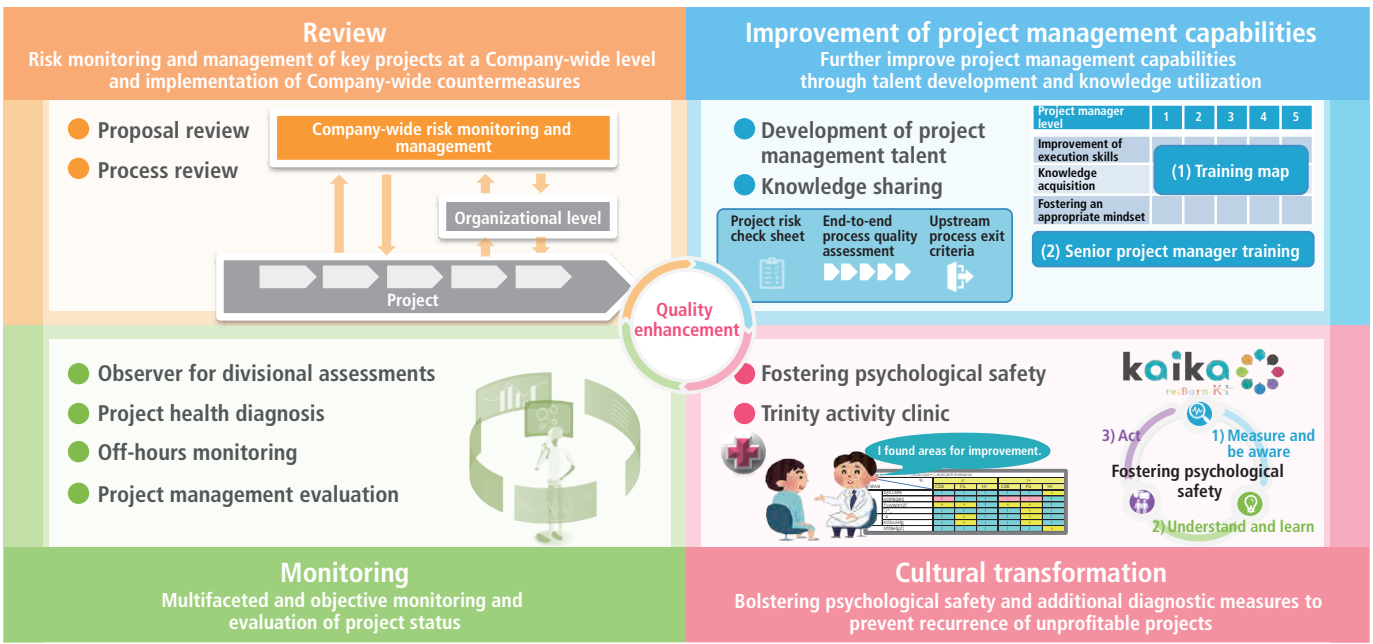 Review
Risk monitoring and management of key projects at a Company-wide level
and implementation of Company-wide countermeasures
Proposal review
Process review
Company-wide risk monitoring and
management
Organizational level
Project
Improvement of project management capabilities
Further improve project management capabilities
through talent development and knowledge utilization
Development of project
management talent
Knowledge sharing
Project risk
check sheet
End-to-end
process quality
assessment
Upstream
process exit
criteria
Project manager
level
1 2 3 4 5
Improvement of
execution skills
Knowledge
acquisition
Fostering an
appropriate mindset
(1) Training map
(2) Senior project manager training
Quality
enhancement
Observer for divisional assessments
Project health diagnosis
Off-hours monitoring
Project management evaluation
Monitoring
Multifaceted and objective monitoring and
evaluation of project status
Fostering psychological safety
Trinity activity clinic
I found areas for improvement.
kaika
re:Born KT
3) Act
1) Measure and
be aware
Fostering psychological
safety
2) Understand and learn
Cultural transformation
Bolstering psychological safety and additional diagnostic measures to
prevent recurrence of unprofitable projects